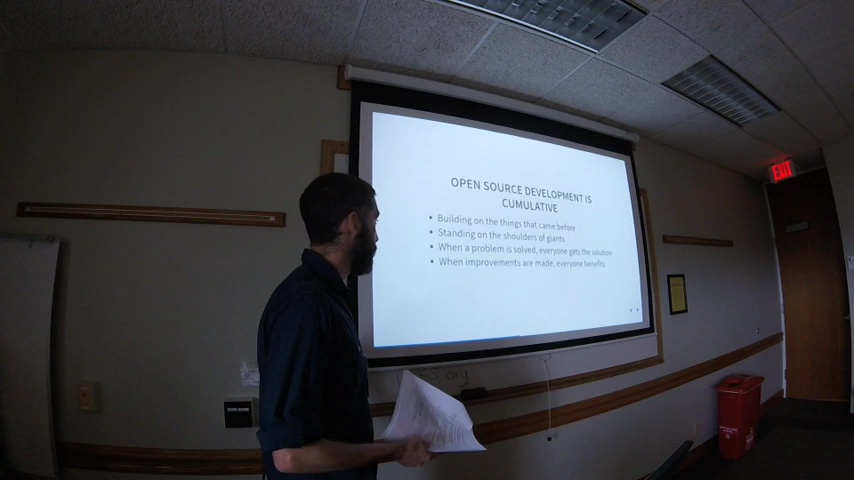 OPEN SOURCE DEVELOPMENT IS
CUMULATIVE
• Building on the things that came before
• Standing on the shoulders of giants
• When a problem is solved, everyone gets the solution
• When improvements are made, everyone benefits
EXIT
.org